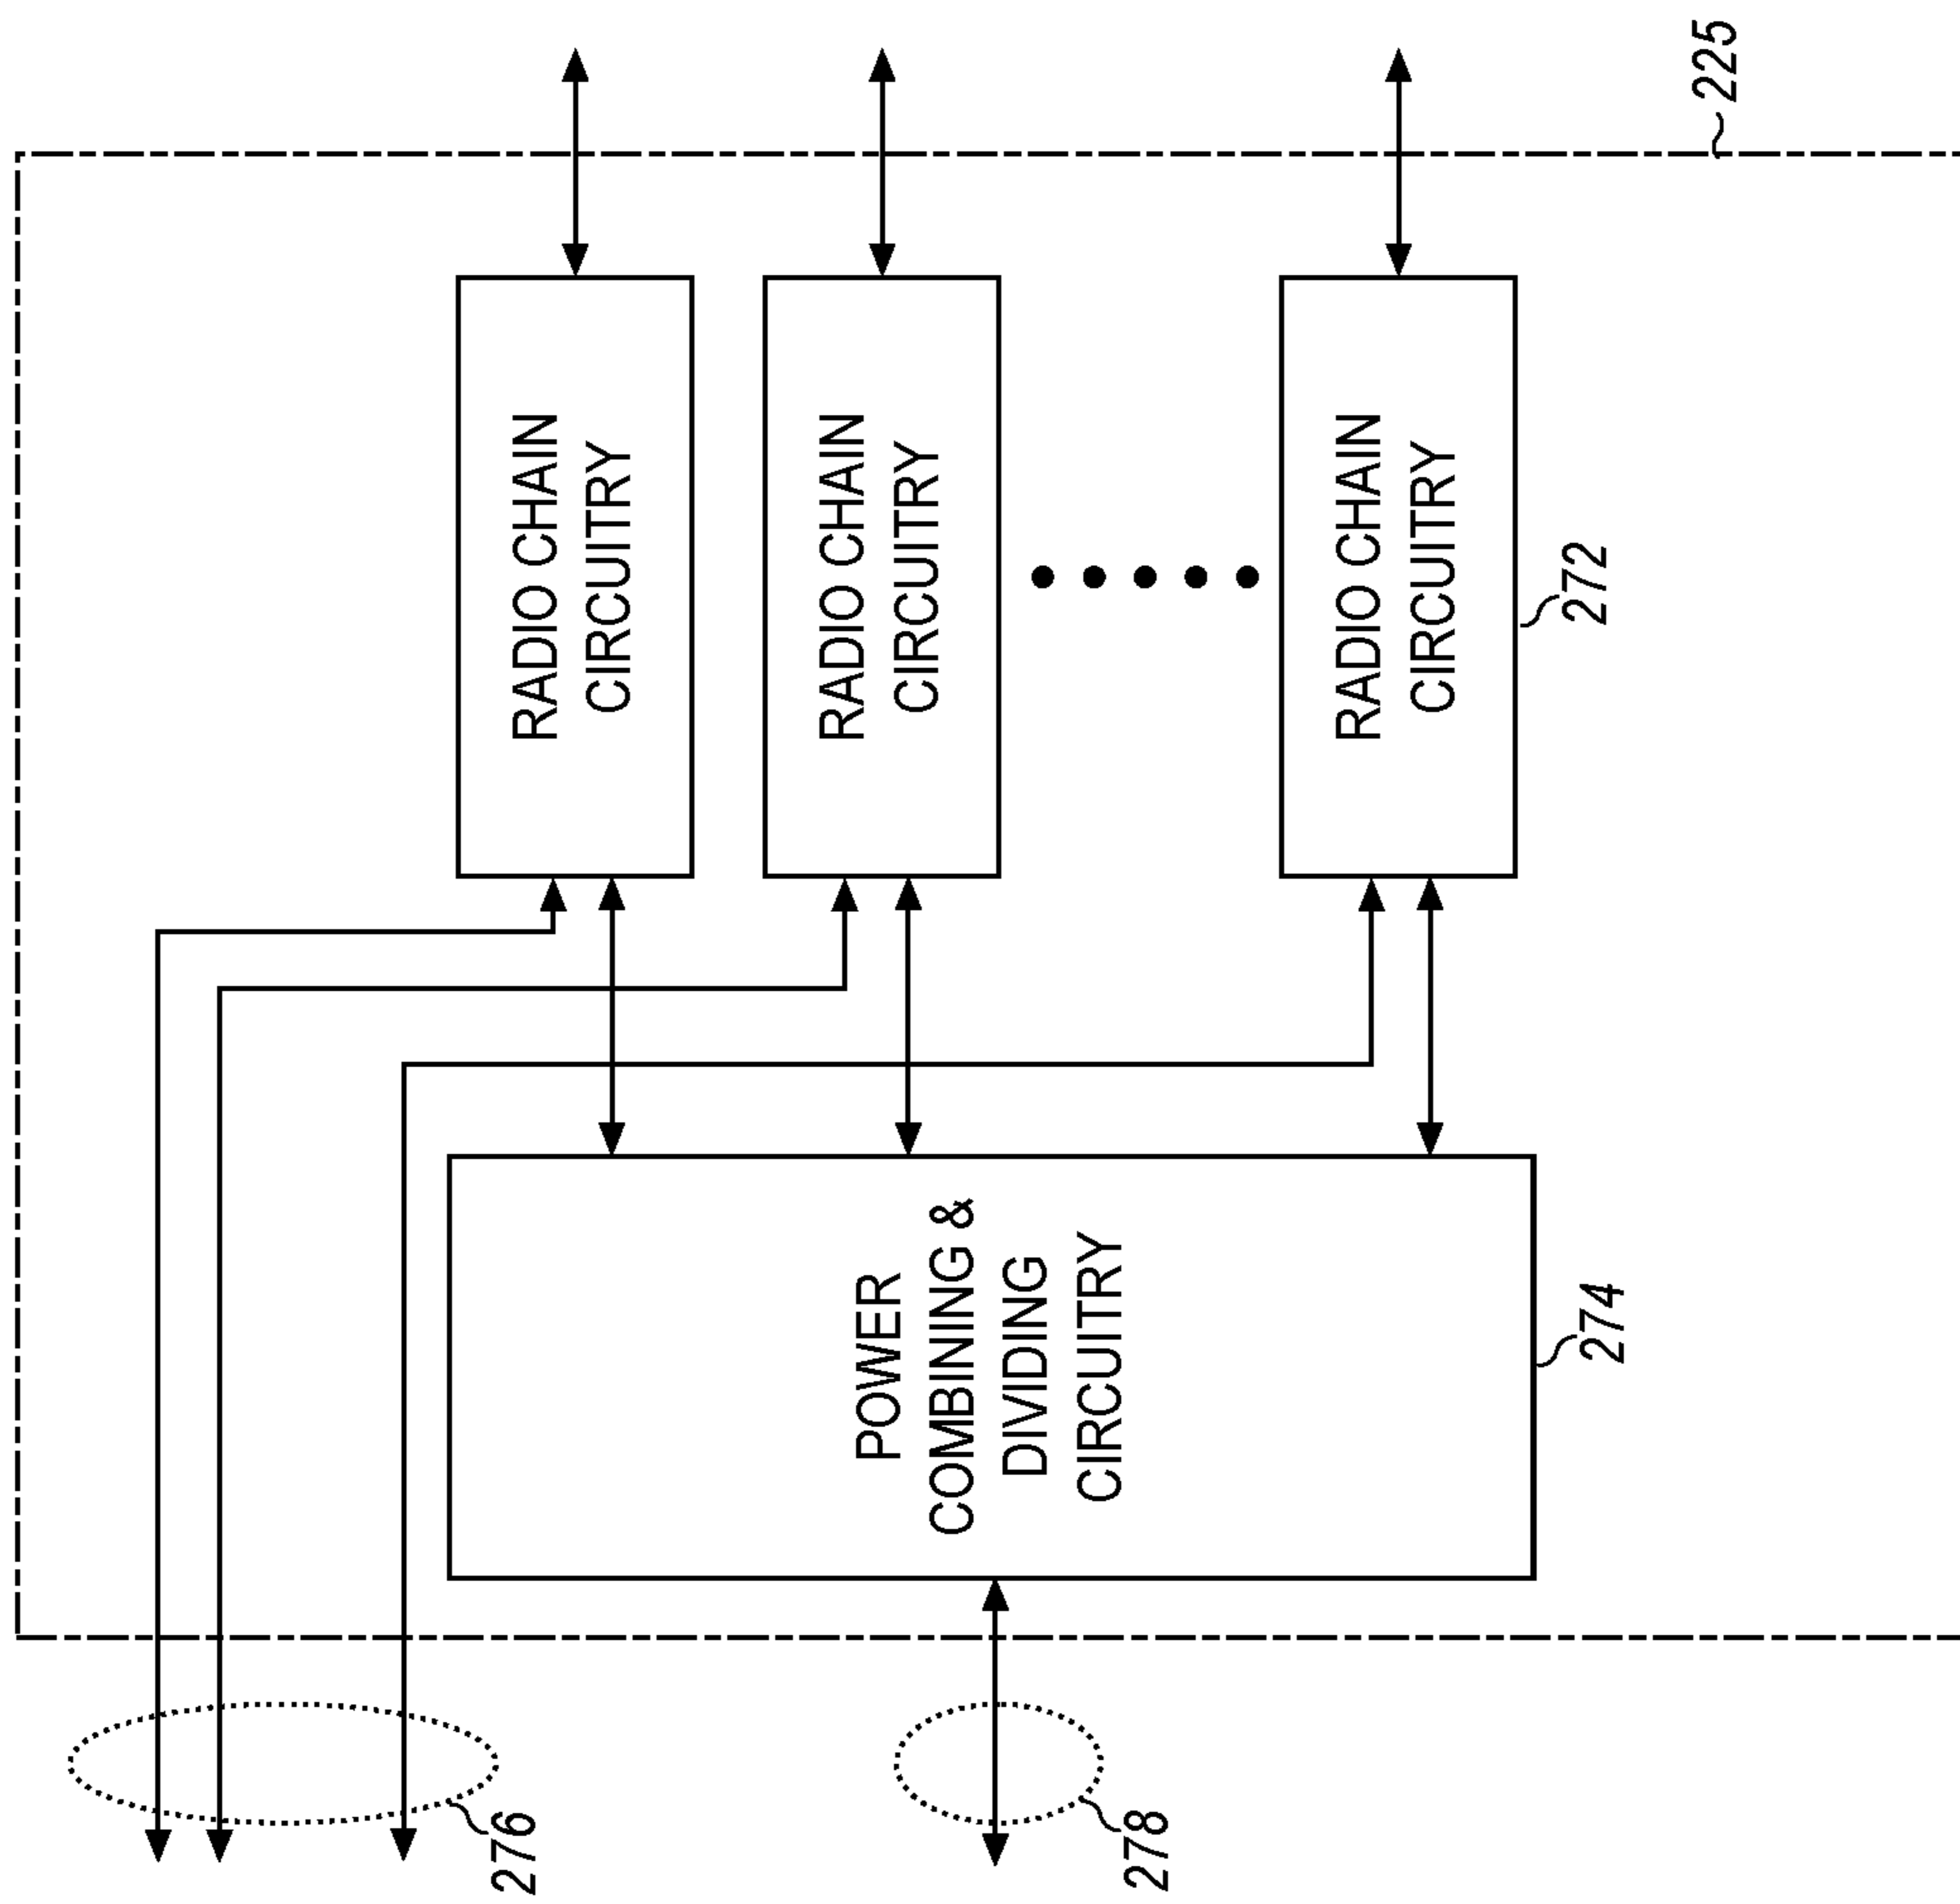 RADIO CHAIN
CIRCUITRY
RADIO CHAIN
CIRCUITRY
RADIO CHAIN
CIRCUITRY
272
225
POWER
COMBINING &
DIVIDING
CIRCUITRY
274
276
278